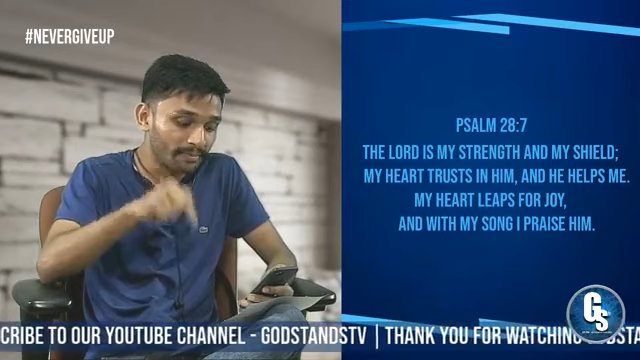 #NEVERGIVEUP
PSALM 28:7
THE LORD IS MY STRENGTH AND MY SHIELD;
MY HEART TRUSTS IN HIM, AND HE HELPS ME.
MY HEART LEAPS FOR JOY,
AND WITH MY SONG I PRAISE HIM.
GS
CRIBE TO OUR YOUTUBE CHANNEL - GODSTANDSTV | THANK YOU FOR WATCHING